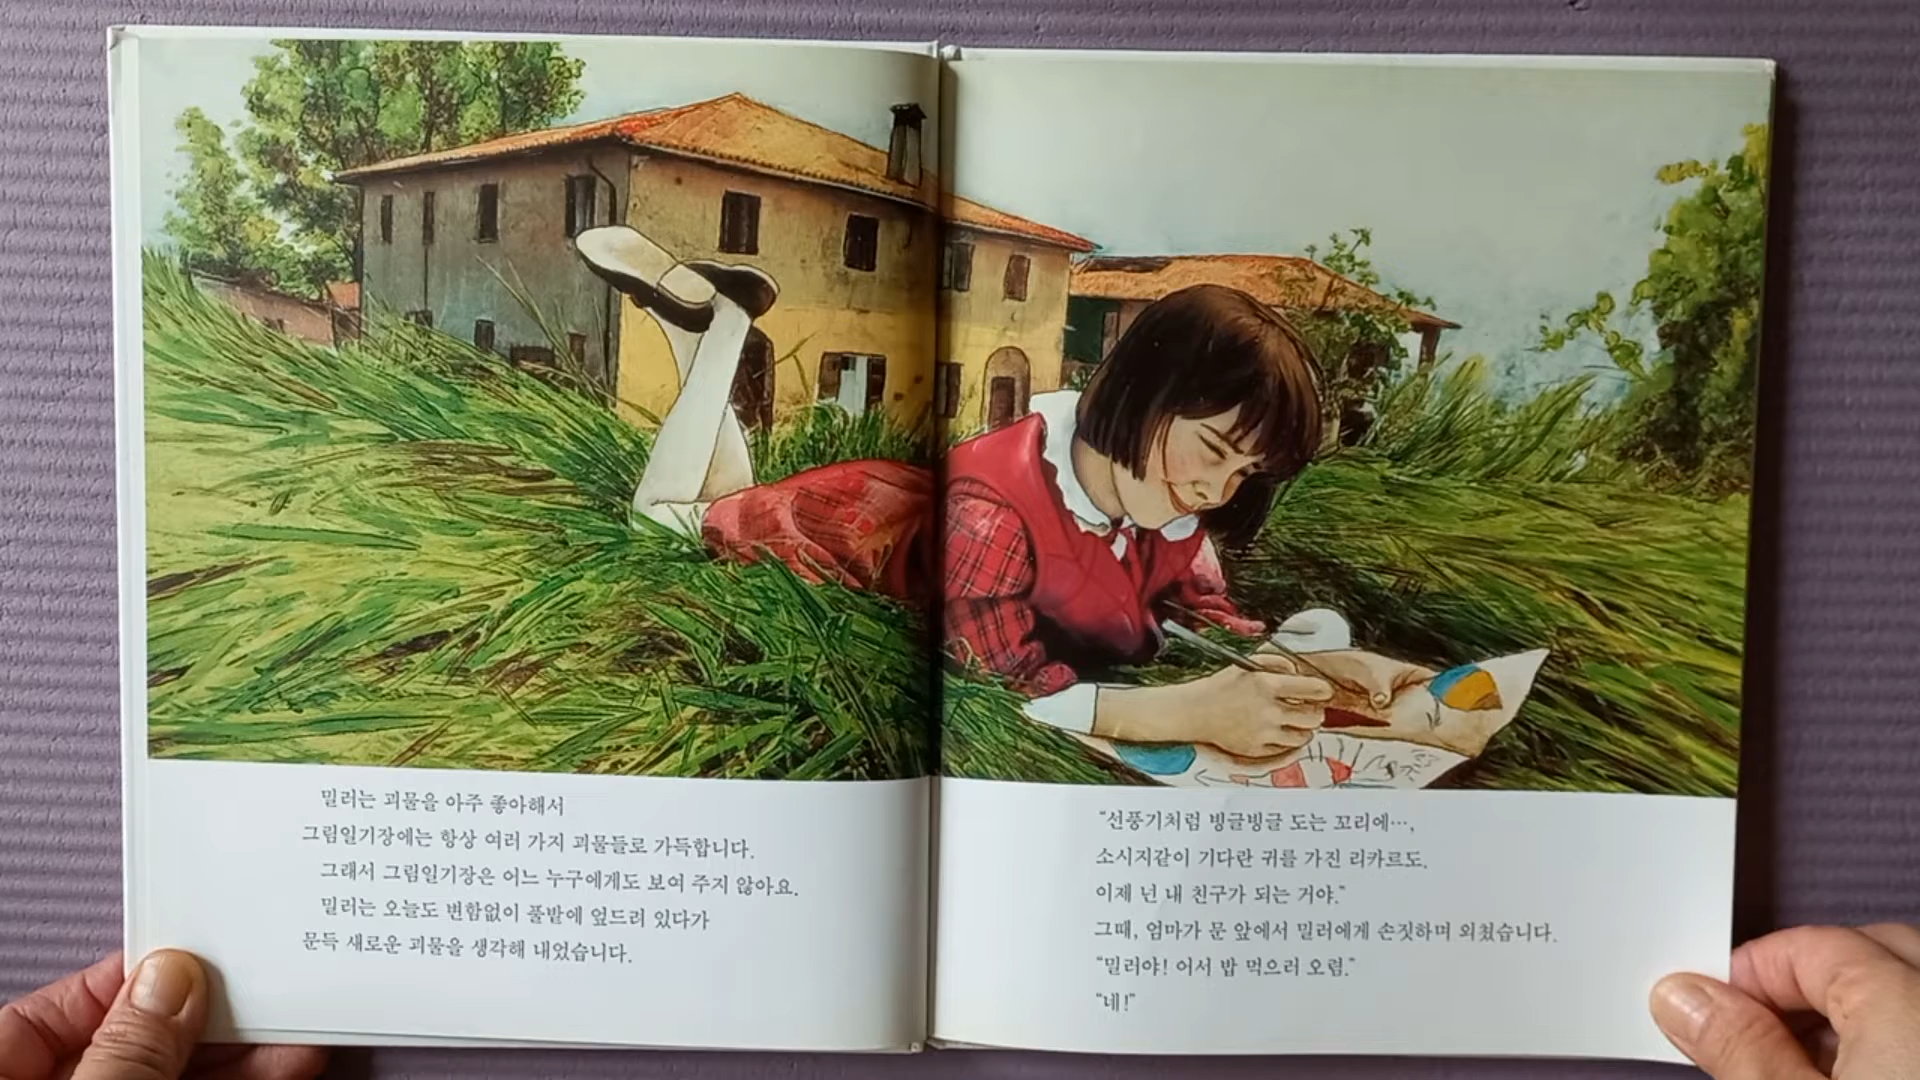 밀러는 괴물을 아주 좋아해서
그림일기장에는 항상 여러 가지 괴물들로 가득합니다.
그래서 그림일기장은 어느 누구에게도 보여 주지 않아요.
밀러는 오늘도 변함없이 풀밭에 엎드려 있다가
문득 새로운 괴물을 생각해 내었습니다.
“선풍기처럼 빙글빙글 도는 꼬리에…,
소시지같이 기다란 귀를 가진 리카르도.
이제 넌 내 친구가 되는 거야.”
그때, 엄마가 문 앞에서 밀러에게 손짓하며 외쳤습니다.
“밀러야! 어서 밥 먹으러 오렴.”
“네!”